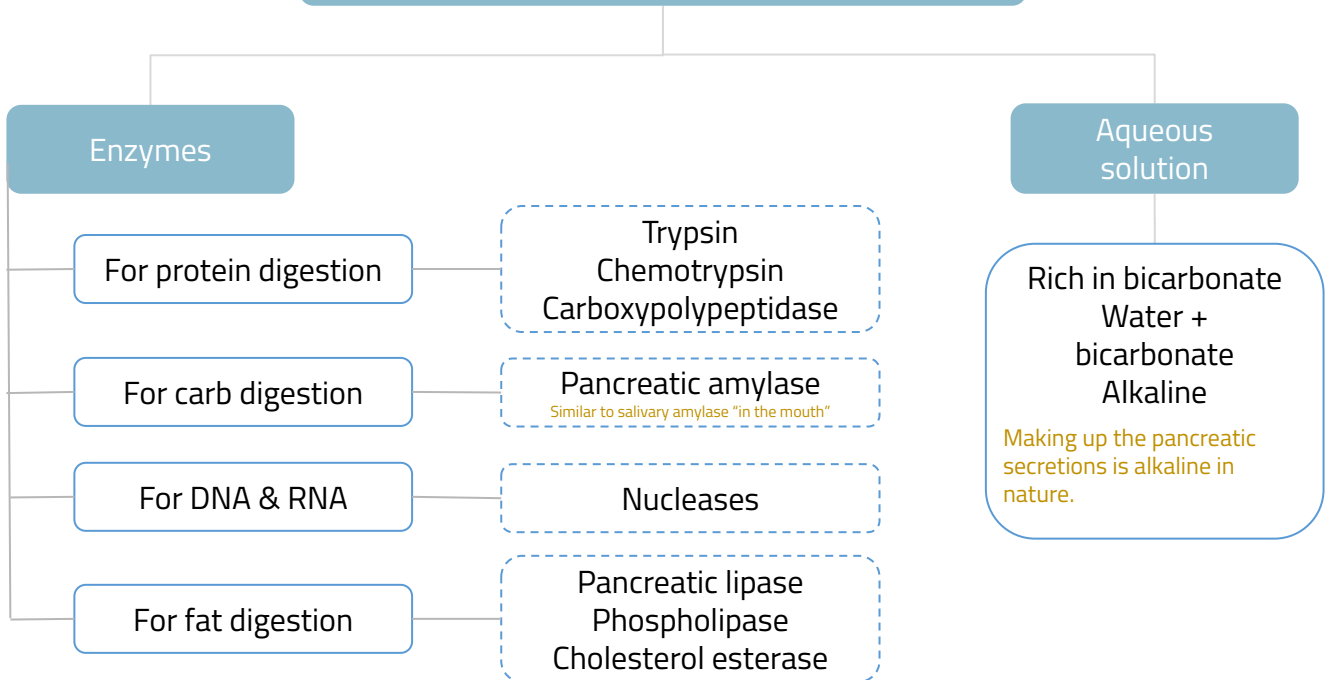 Enzymes
Aqueous
solution
For protein digestion
Trypsin
Chemotrypsin
Carboxypolypeptidase
For carb digestion
Pancreatic amylase
Similar to salivary amylase “in the mouth”
For DNA & RNA
Nucleases
For fat digestion
Pancreatic lipase
Phospholipase
Cholesterol esterase
Rich in bicarbonate
Water +
bicarbonate
Alkaline
Making up the pancreatic
secretions is alkaline in
nature.